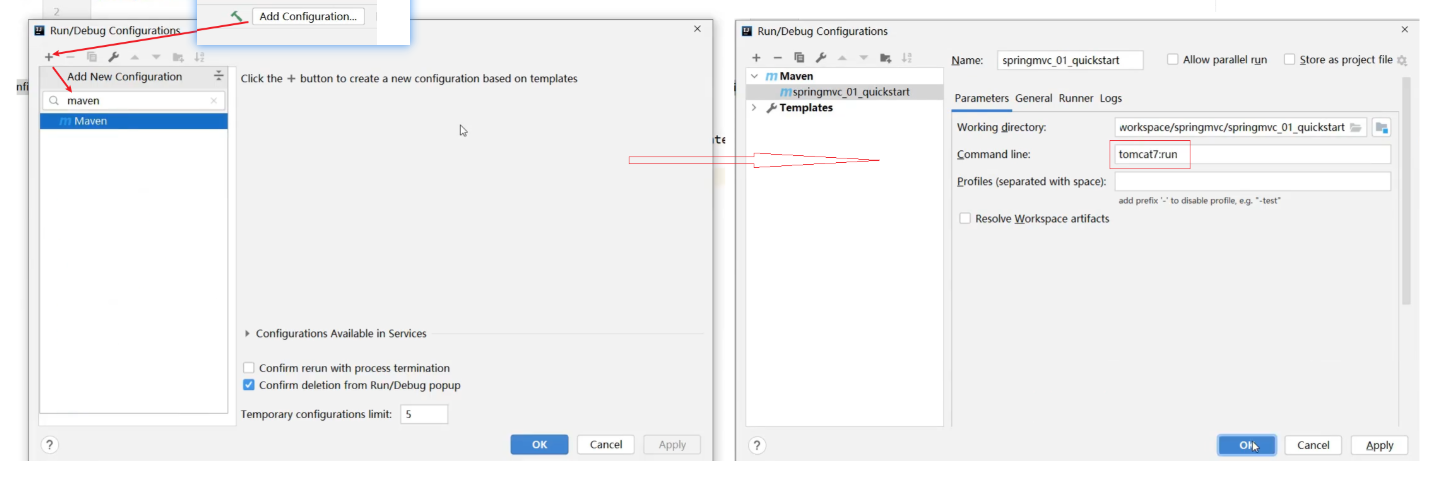 2
Add Configuration...
Run/Debug Configurations
Add New Configuration
maven
Maven
Click the + button to create a new configuration based on templates
Configurations Available in Services
Confirm rerun with process termination
Confirm deletion from Run/Debug popup
Temporary configurations limit: 5
? OK Cancel Apply
Run/Debug Configurations
Maven
springmvc_01_quickstart
Templates
Name: springmvc_01_quickstart Allow parallel run Store as project file
Parameters General Runner Logs
Working directory: workspace/springmvc/springmvc_01_quickstart
Command line: tomcat7:run
Profiles (separated with space):
add prefix '-' to disable profile, e.g. "-test"
Resolve Workspace artifacts
? OK Cancel Apply